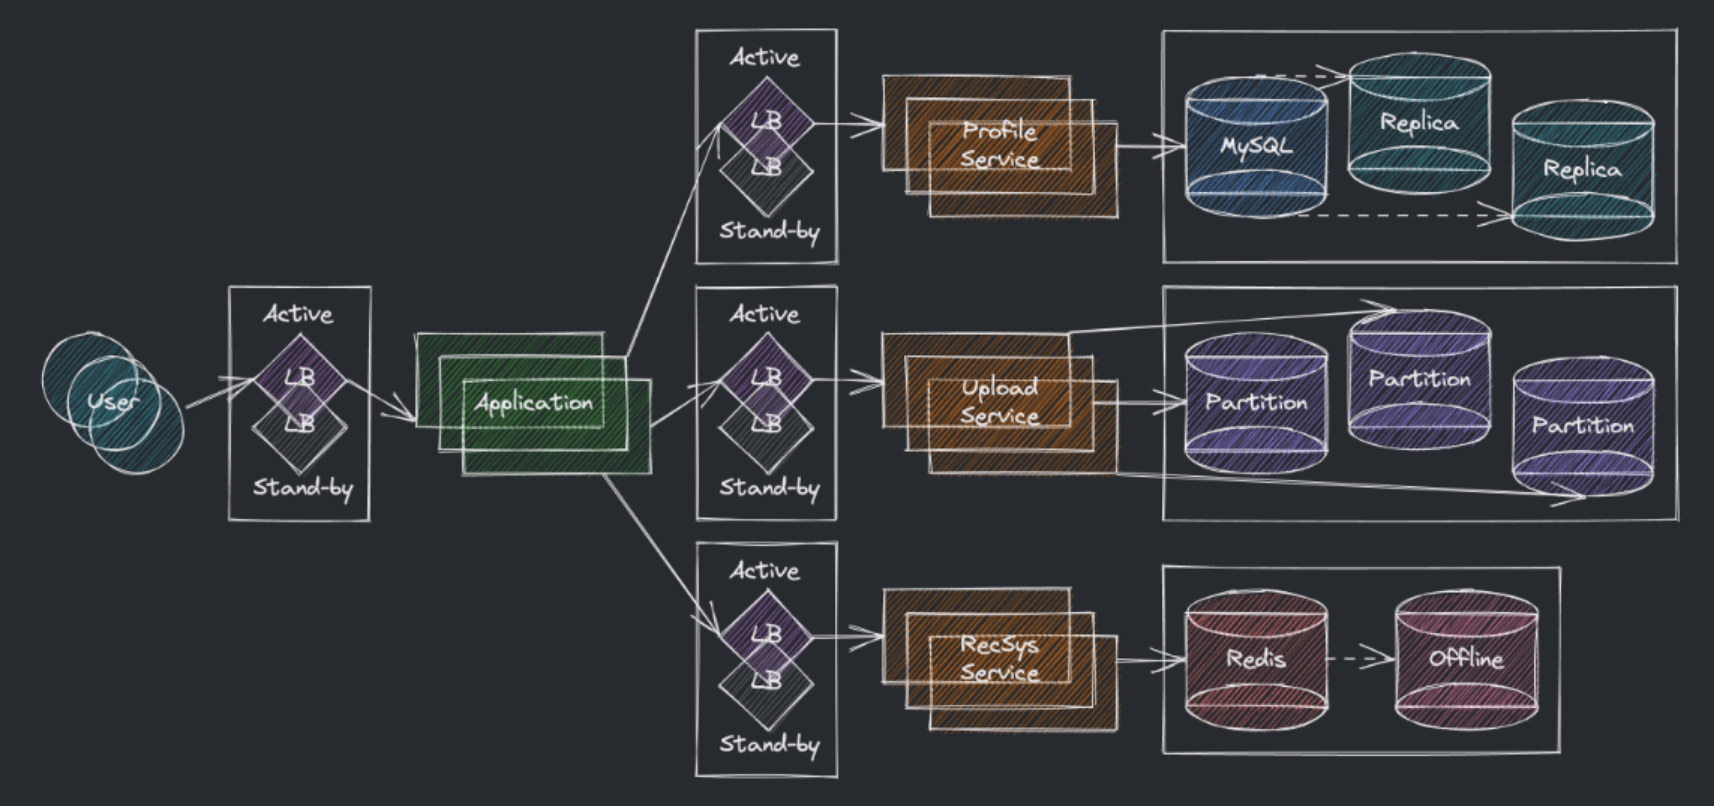 Active
LB
LB
Stand-by
Profile
Service
MySQL
Replica
Replica
User
Active
LB
LB
Stand-by
Application
Active
LB
LB
Stand-by
Upload
Service
Partition
Partition
Partition
Active
LB
LB
Stand-by
RecSys
Service
Redis
Offline